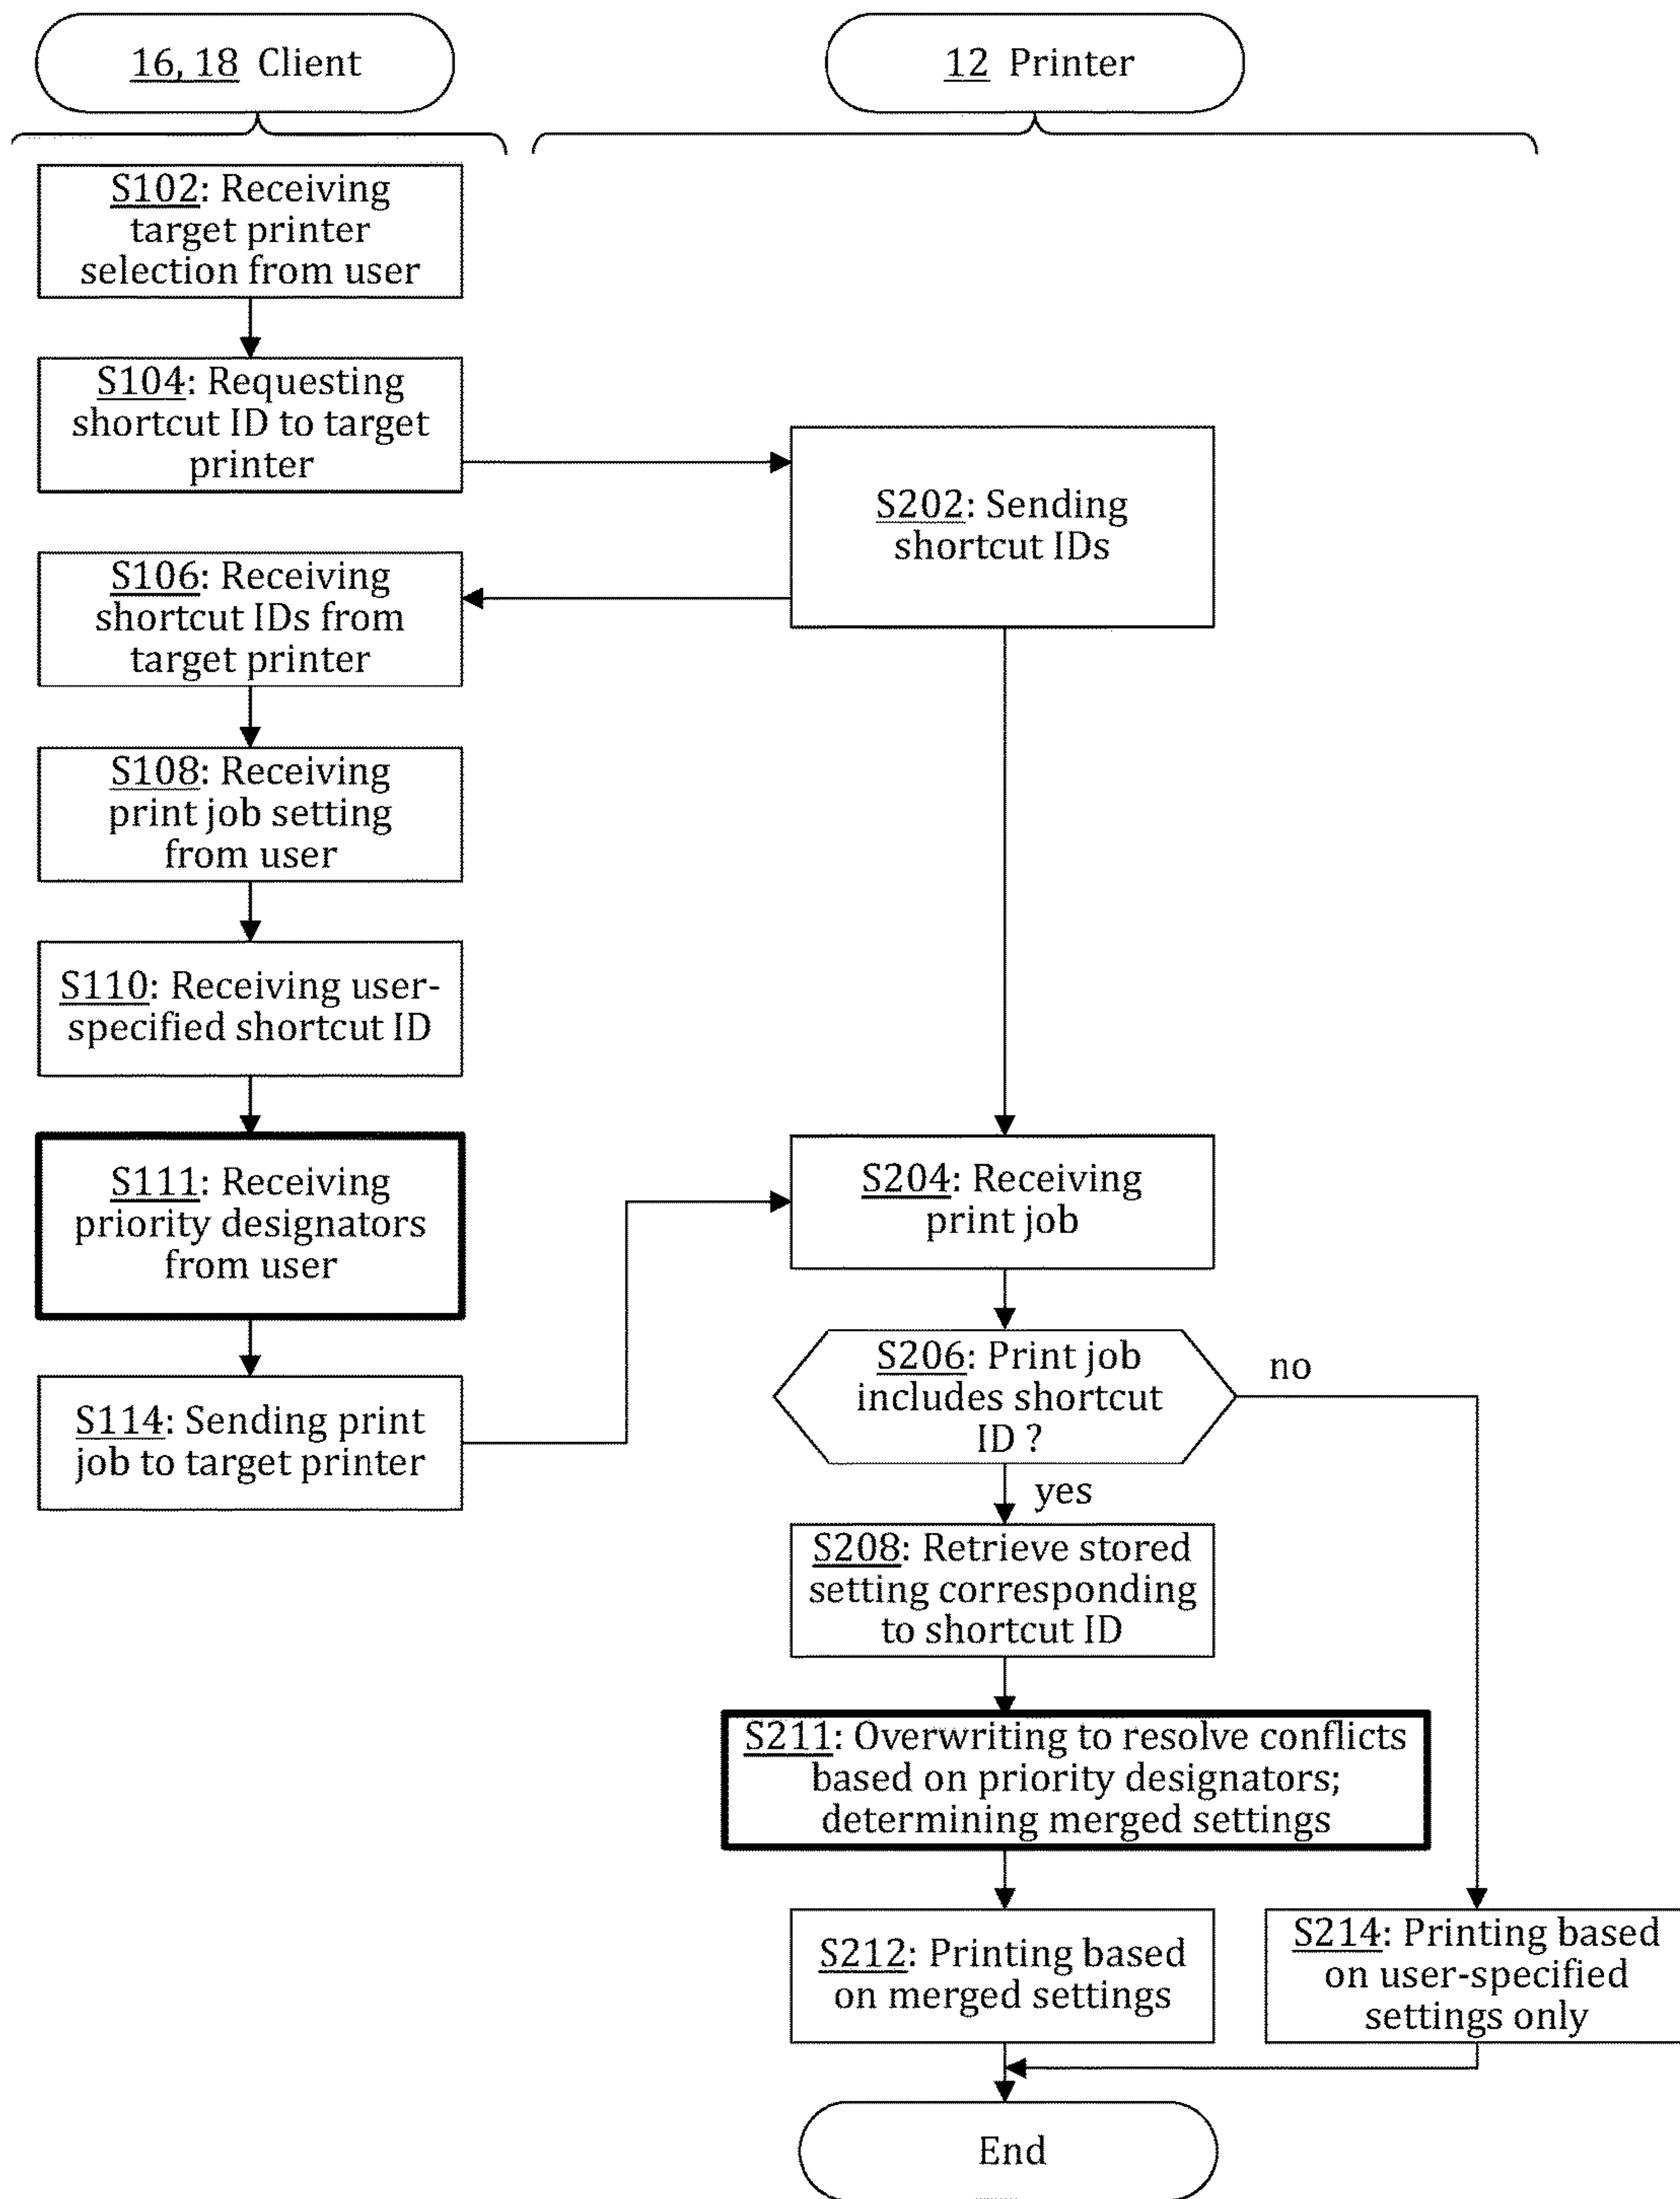 16, 18 Client
12 Printer
S102: Receiving
target printer
selection from user
S104: Requesting
shortcut ID to target
printer
S202: Sending
shortcut IDs
S106: Receiving
shortcut IDs from
target printer
S108: Receiving
print job setting
from user
S110: Receiving user-
specified shortcut ID
S111: Receiving
priority designators
from user
S204: Receiving
print job
S206: Print job
includes shortcut
ID ?
no
S114: Sending print
job to target printer
yes
S208: Retrieve stored
setting corresponding
to shortcut ID
S211: Overwriting to resolve conflicts
based on priority designators;
determining merged settings
S212: Printing based
on merged settings
S214: Printing based
on user-specified
settings only
End